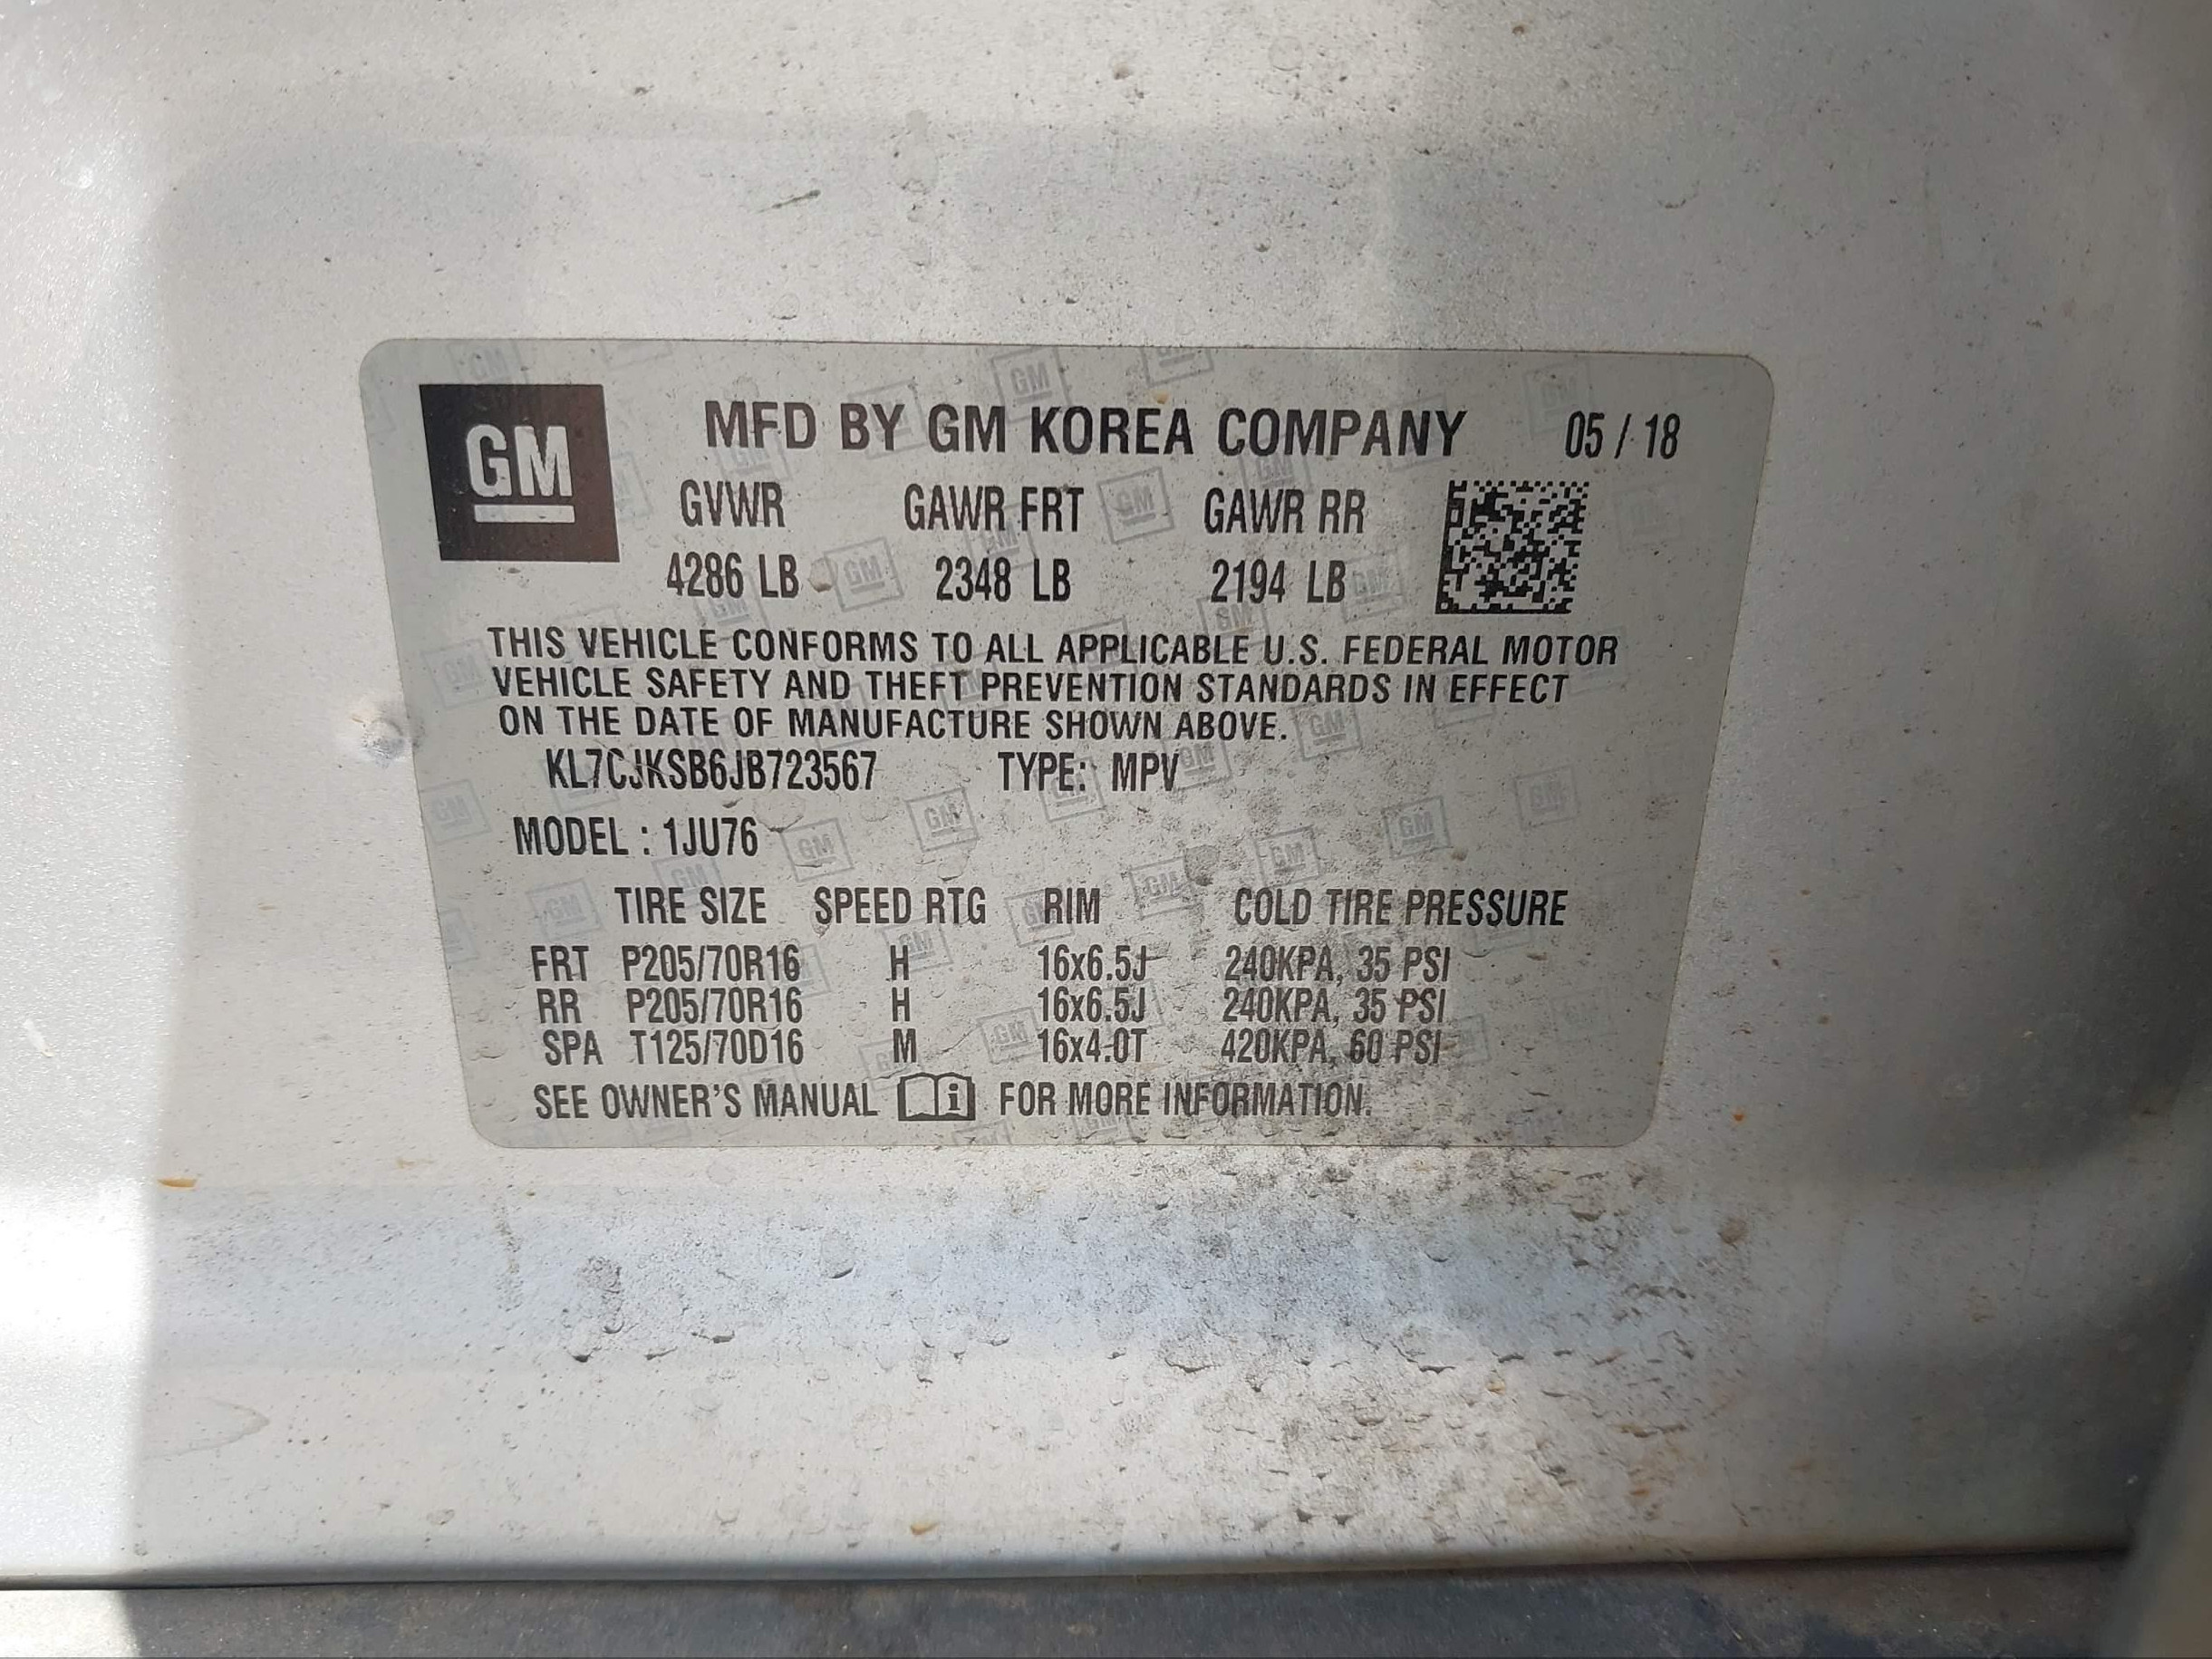 GM
MFD BY GM KOREA COMPANY 05 / 18
GVWR GAWR FRT GAWR RR
4286 LB 2348 LB 2194 LB
THIS VEHICLE CONFORMS TO ALL APPLICABLE U.S. FEDERAL MOTOR
VEHICLE SAFETY AND THEFT PREVENTION STANDARDS IN EFFECT
ON THE DATE OF MANUFACTURE SHOWN ABOVE.
KL7CJKSB6JB723567 TYPE: MPV
MODEL : 1JU76
TIRE SIZE SPEED RTG RIM COLD TIRE PRESSURE
FRT P205/70R16 H 16x6.5J 240KPA, 35 PSI
RR P205/70R16 H 16x6.5J 240KPA, 35 PSI
SPA T125/70D16 M 16x4.0T 420KPA, 60 PSI
SEE OWNER'S MANUAL FOR MORE INFORMATION.